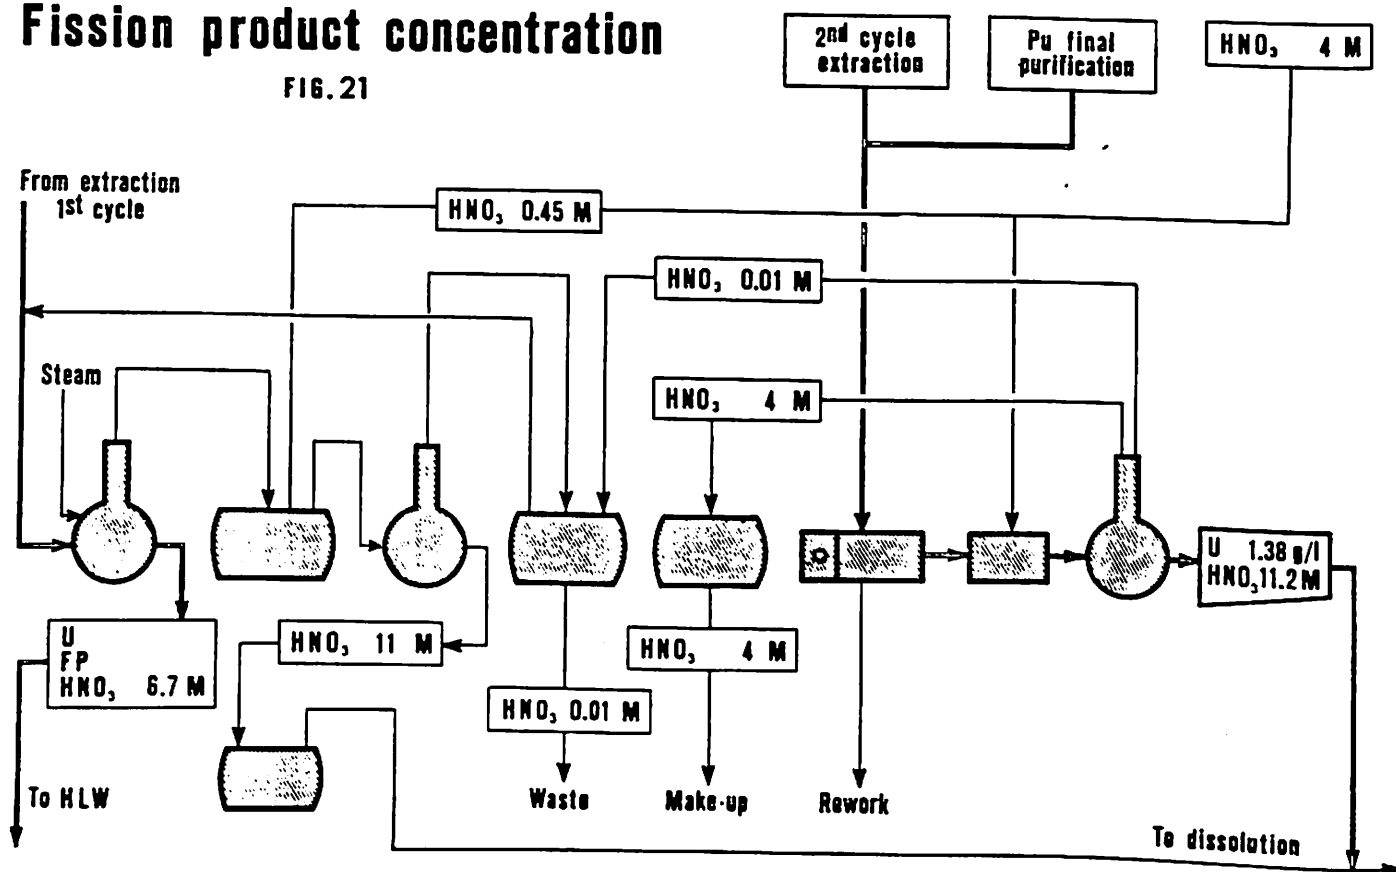 Fission product concentration
FIG.21
2nd cycle
extraction
Pu final
purification
HNO₃ 4 M
From extraction
1st cycle
HNO₃ 0.45 M
HNO₃ 0.01 M
Steam
HNO₃ 4 M
U 1.38 g/l
HNO₃ 11.2 M
U
FP
HNO₃ 6.7 M
HNO₃ 11 M
HNO₃ 4 M
HNO₃ 0.01 M
To HLW
Waste
Make-up
Rework
To dissolution